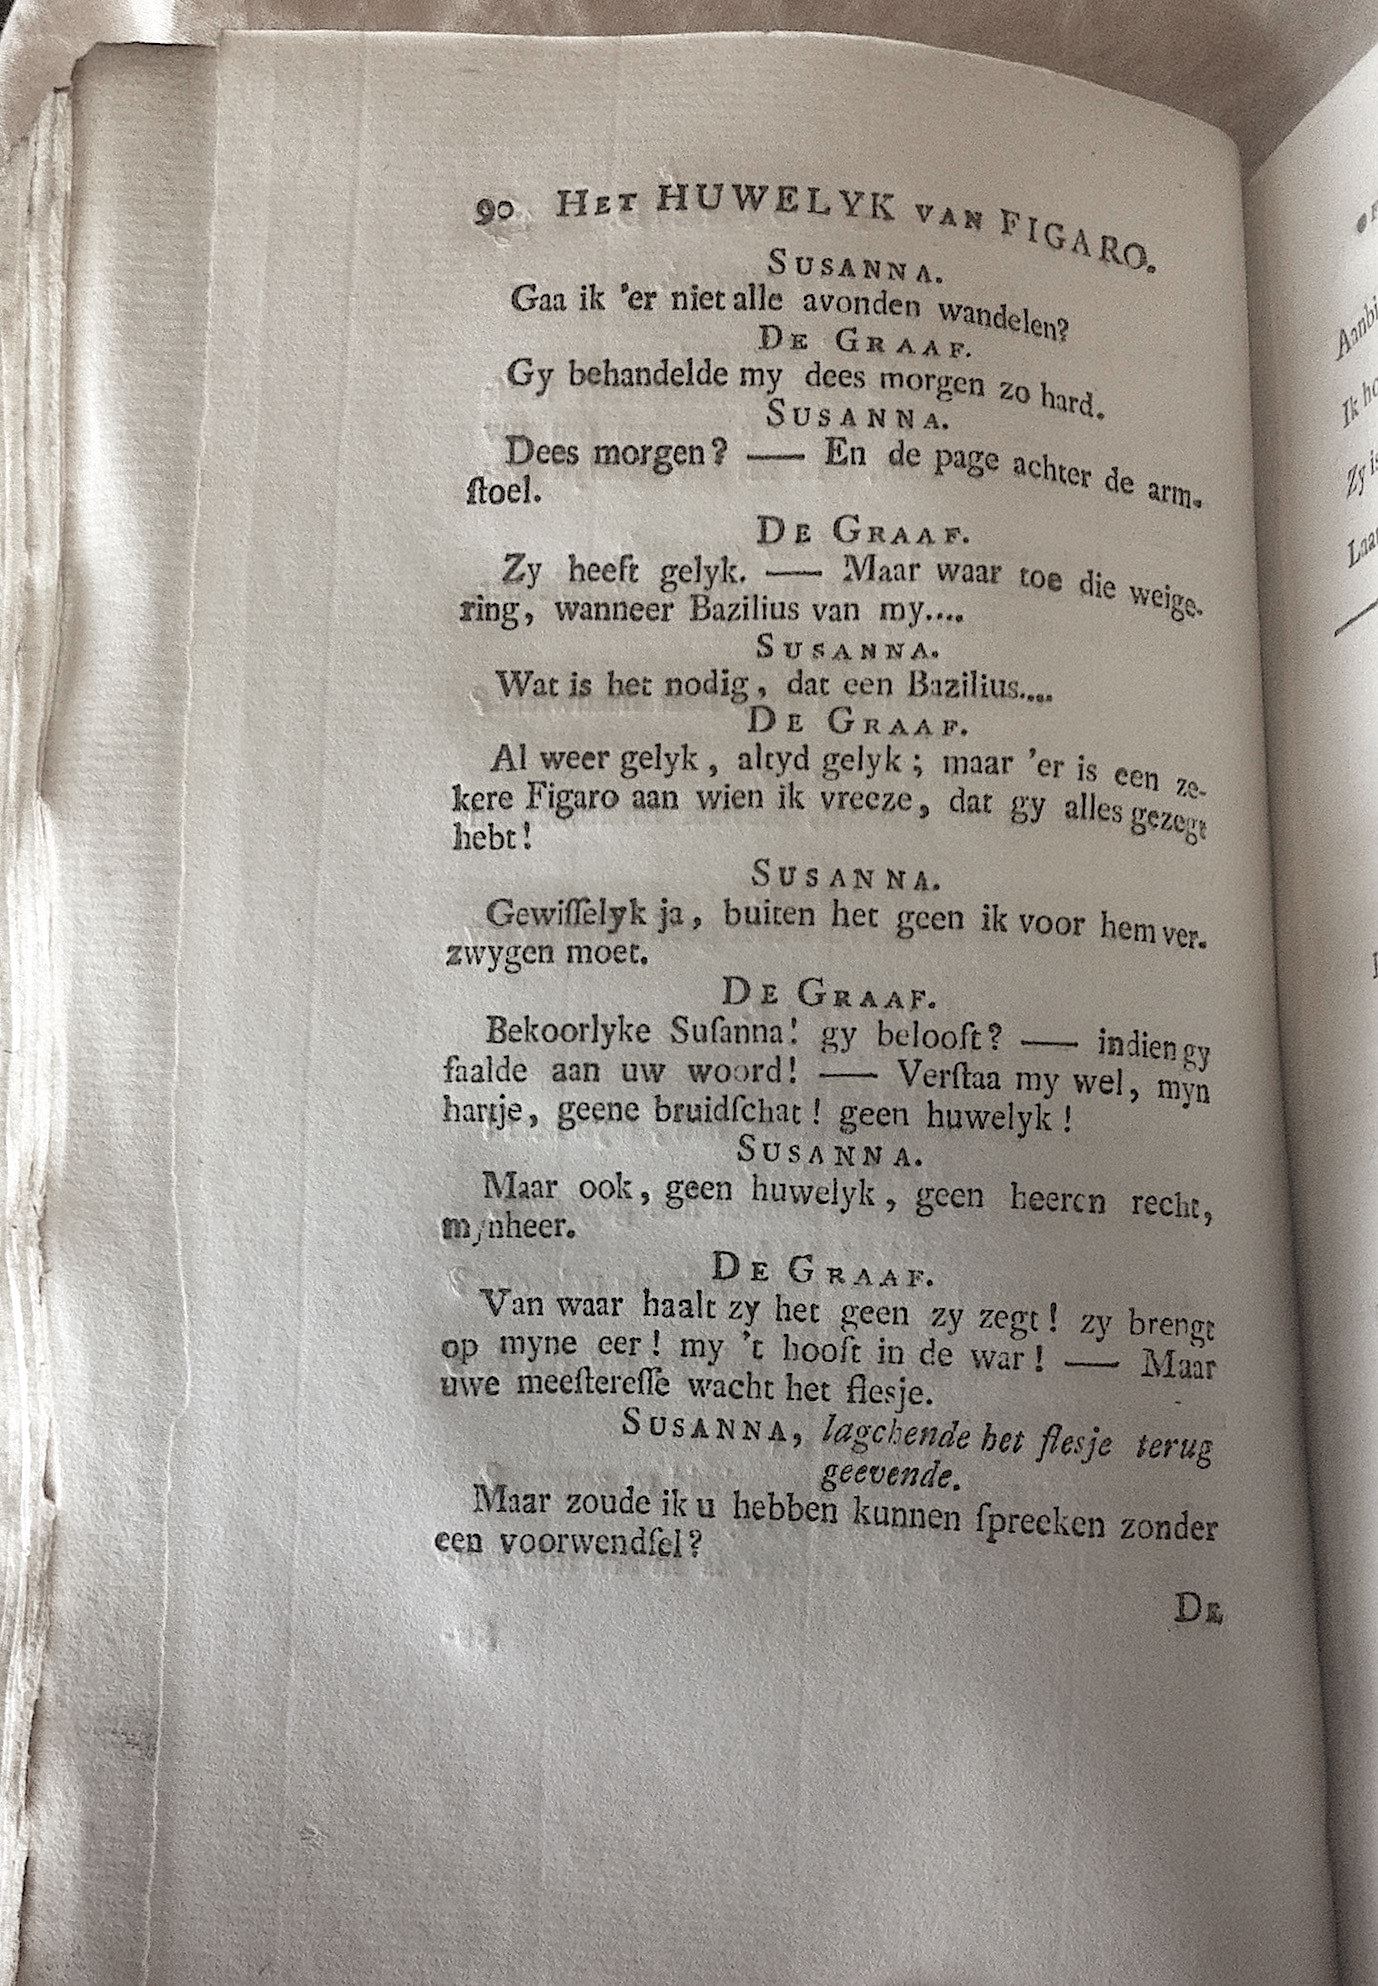 90 HET HUWELYK VAN FIGARO.
SUSANNA.
Gaa ik 'er niet alle avonden wandelen?
DE GRAAF.
Gy behandelde my dees morgen zo hard.
SUSANNA.
Dees morgen? — En de page achter de arm-
ſtoel.
DE GRAAF.
Zy heeft gelyk. — Maar waar toe die weige-
ring, wanneer Bazilius van my....
SUSANNA.
Wat is het nodig, dat een Bazilius....
DE GRAAF.
Al weer gelyk, altyd gelyk; maar 'er is een ze-
kere Figaro aan wien ik vreeze, dat gy alles gezegt
hebt!
SUSANNA.
Gewiſſelyk ja, buiten het geen ik voor hem ver-
zwygen moet.
DE GRAAF.
Bekoorlyke Suſanna! gy belooft? — indien gy
faalde aan uw woord! — Verſtaa my wel, myn
hartje, geene bruidſchat! geen huwelyk!
SUSANNA.
Maar ook, geen huwelyk, geen heeren recht,
mynheer.
DE GRAAF.
Van waar haalt zy het geen zy zegt! zy brengt
op myne eer! my 't hooft in de war! — Maar
uwe meeſtereſſe wacht het flesje.
SUSANNA, lagchende het flesje terug
geevende.
Maar zoude ik u hebben kunnen ſpreeken zonder
een voorwendſel?
DE
Aanbi
Ik ho
Zy is
Laa